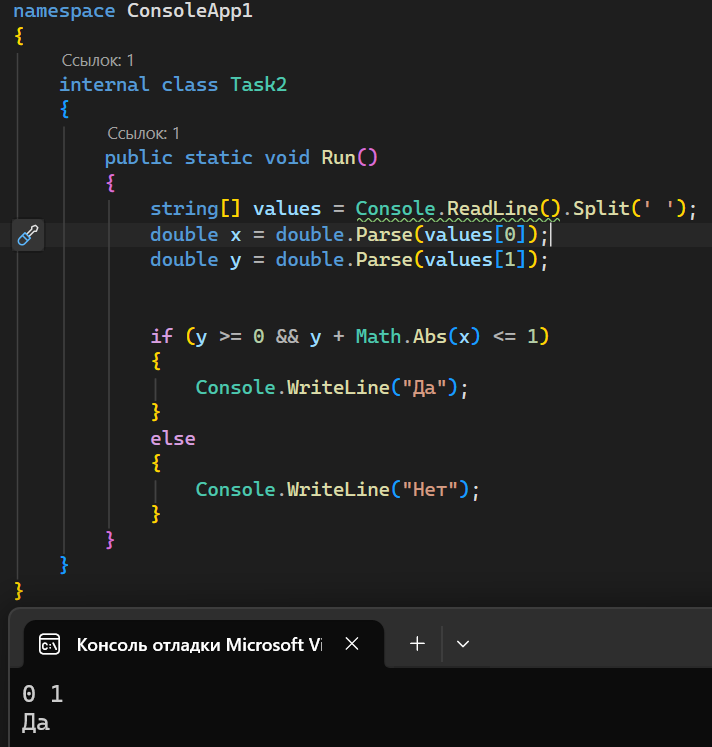 namespace ConsoleApp1
{
Ссылок: 1
internal class Task2
{
Ссылок: 1
public static void Run()
{
string[] values = Console.ReadLine().Split(' ');
double x = double.Parse(values[0]);
double y = double.Parse(values[1]);
if (y >= 0 && y + Math.Abs(x) <= 1)
{
Console.WriteLine("Да");
}
else
{
Console.WriteLine("Нет");
}
}
}
}
Консоль отладки Microsoft Vi
0 1
Да